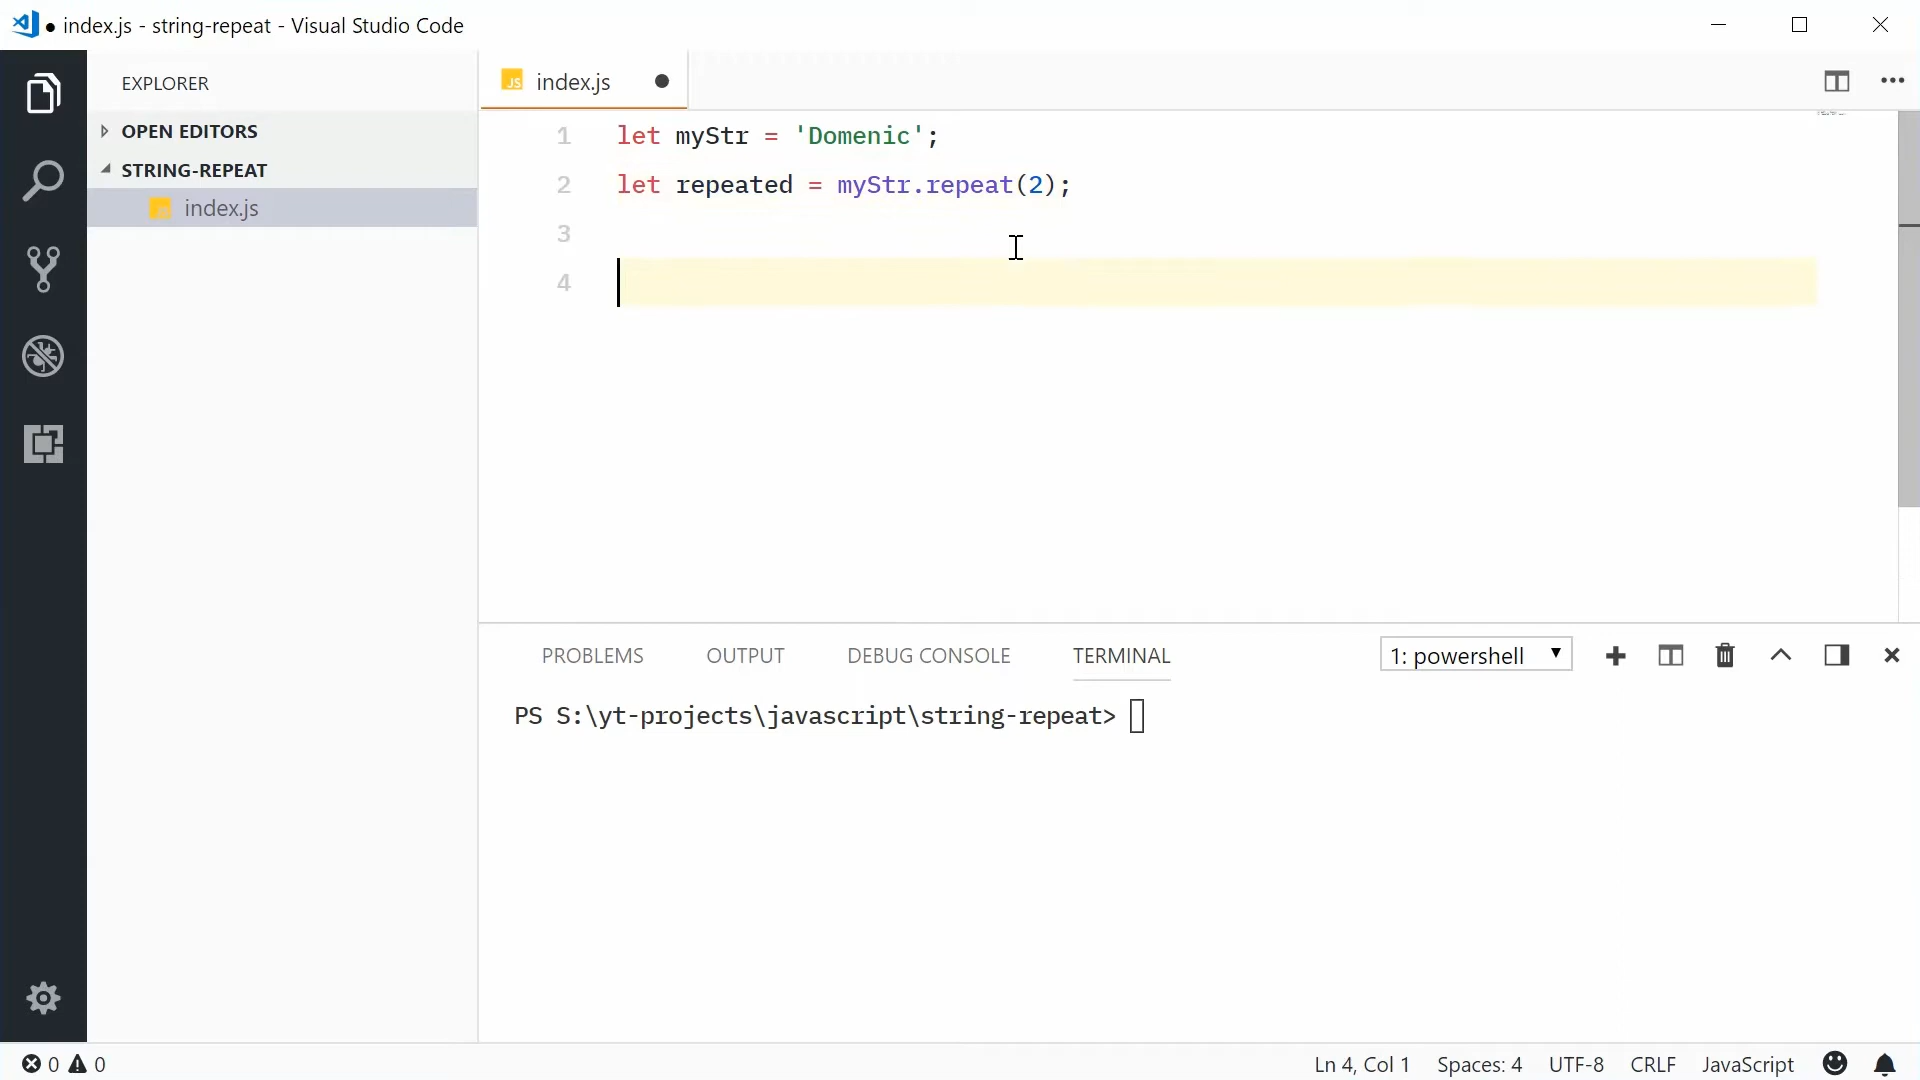 ● index.js - string-repeat - Visual Studio Code
EXPLORER
OPEN EDITORS
STRING-REPEAT
JS index.js
JS index.js ●
1 let myStr = 'Domenic';
2 let repeated = myStr.repeat(2);
3
4
PROBLEMS OUTPUT DEBUG CONSOLE TERMINAL 1: powershell
PS S:\yt-projects\javascript\string-repeat>
0 0 Ln 4, Col 1 Spaces: 4 UTF-8 CRLF JavaScript